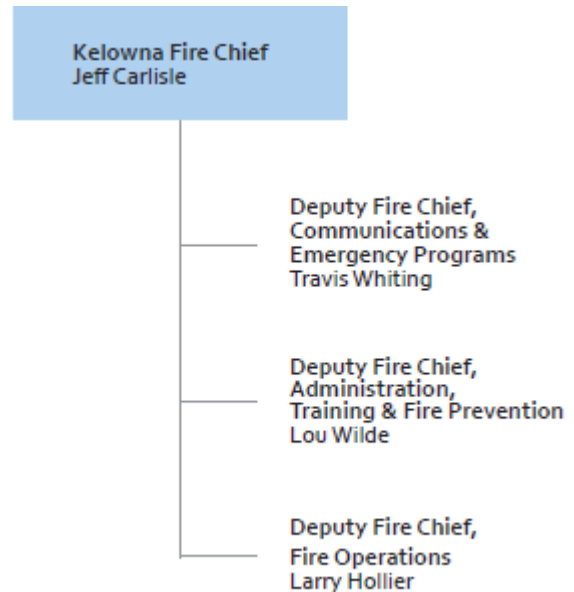 Kelowna Fire Chief
Jeff Carlisle
Deputy Fire Chief,
Communications &
Emergency Programs
Travis Whiting
Deputy Fire Chief,
Administration,
Training & Fire Prevention
Lou Wilde
Deputy Fire Chief,
Fire Operations
Larry Hollier